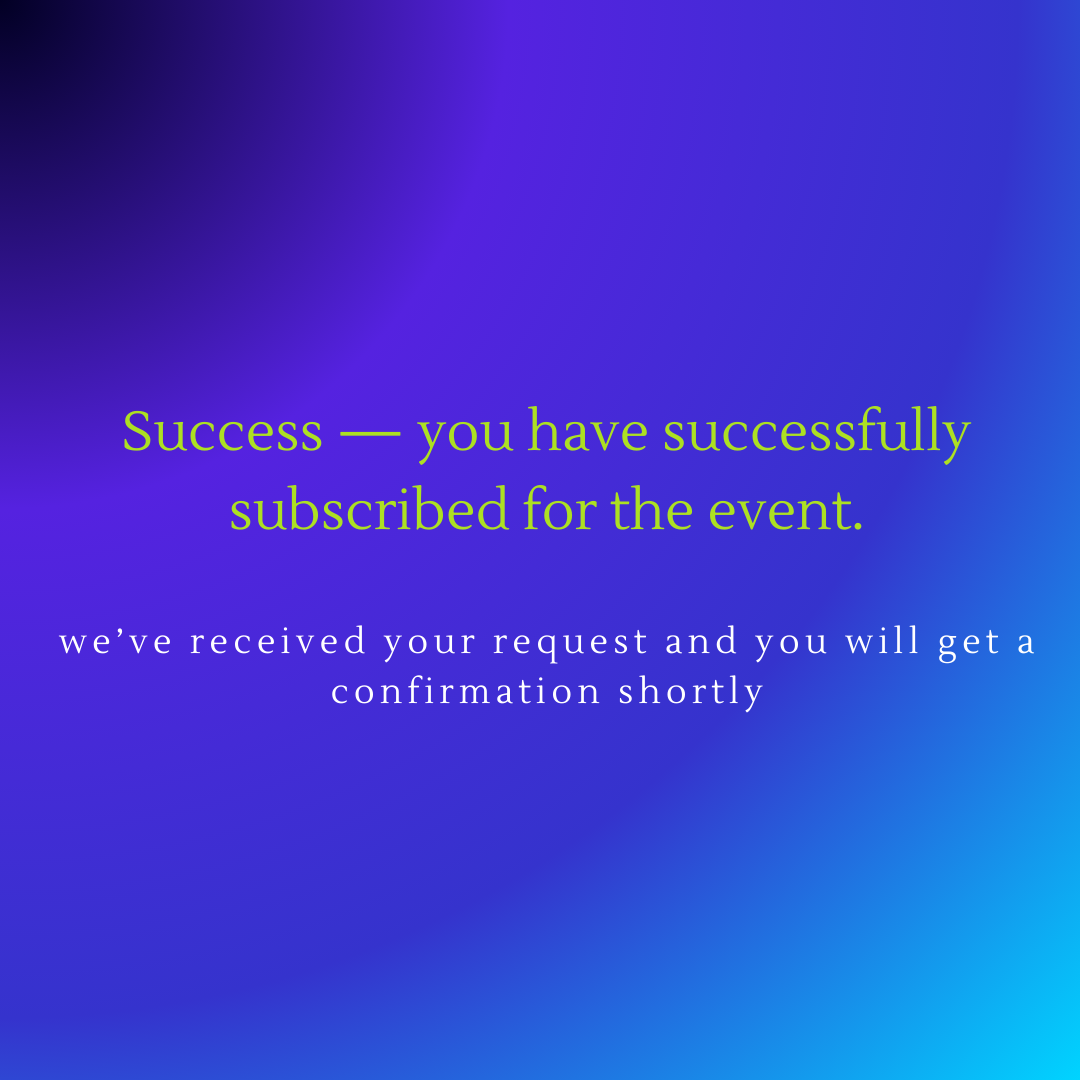 Success — you have successfully
subscribed for the event.
we’ve received your request and you will get a
confirmation shortly